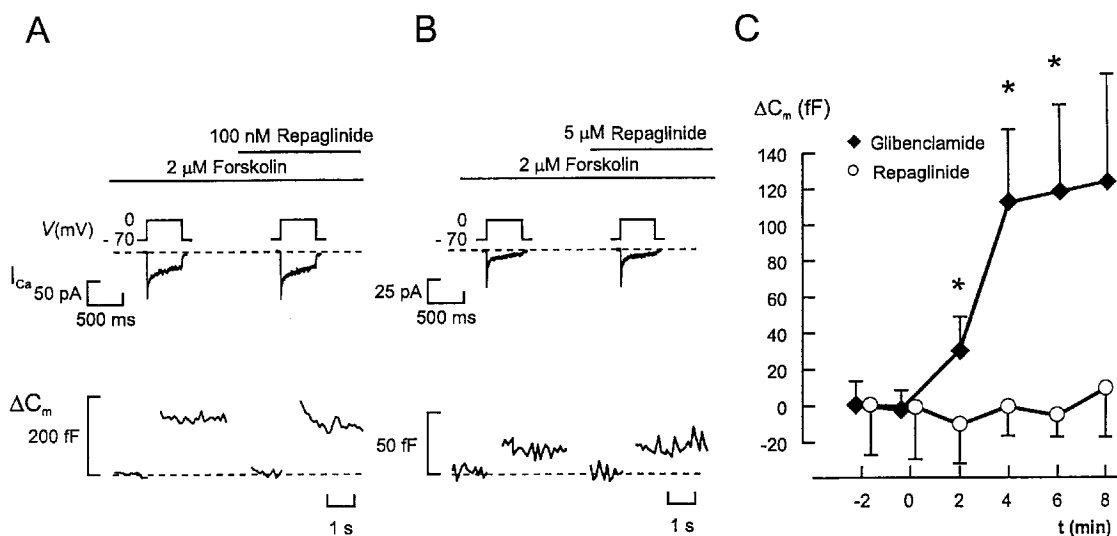 A
100 nM Repaglinide
2 µM Forskolin
V(mV)
0
- 70
I Ca
50 pA
500 ms
ΔCm
200 fF
1 s
B
5 µM Repaglinide
2 µM Forskolin
0
- 70
25 pA
500 ms
50 fF
1 s
C
ΔCm (fF)
* * *
Glibenclamide
Repaglinide
140
120
100
80
60
40
20
0
-20
-2 0 2 4 6 8
t (min)